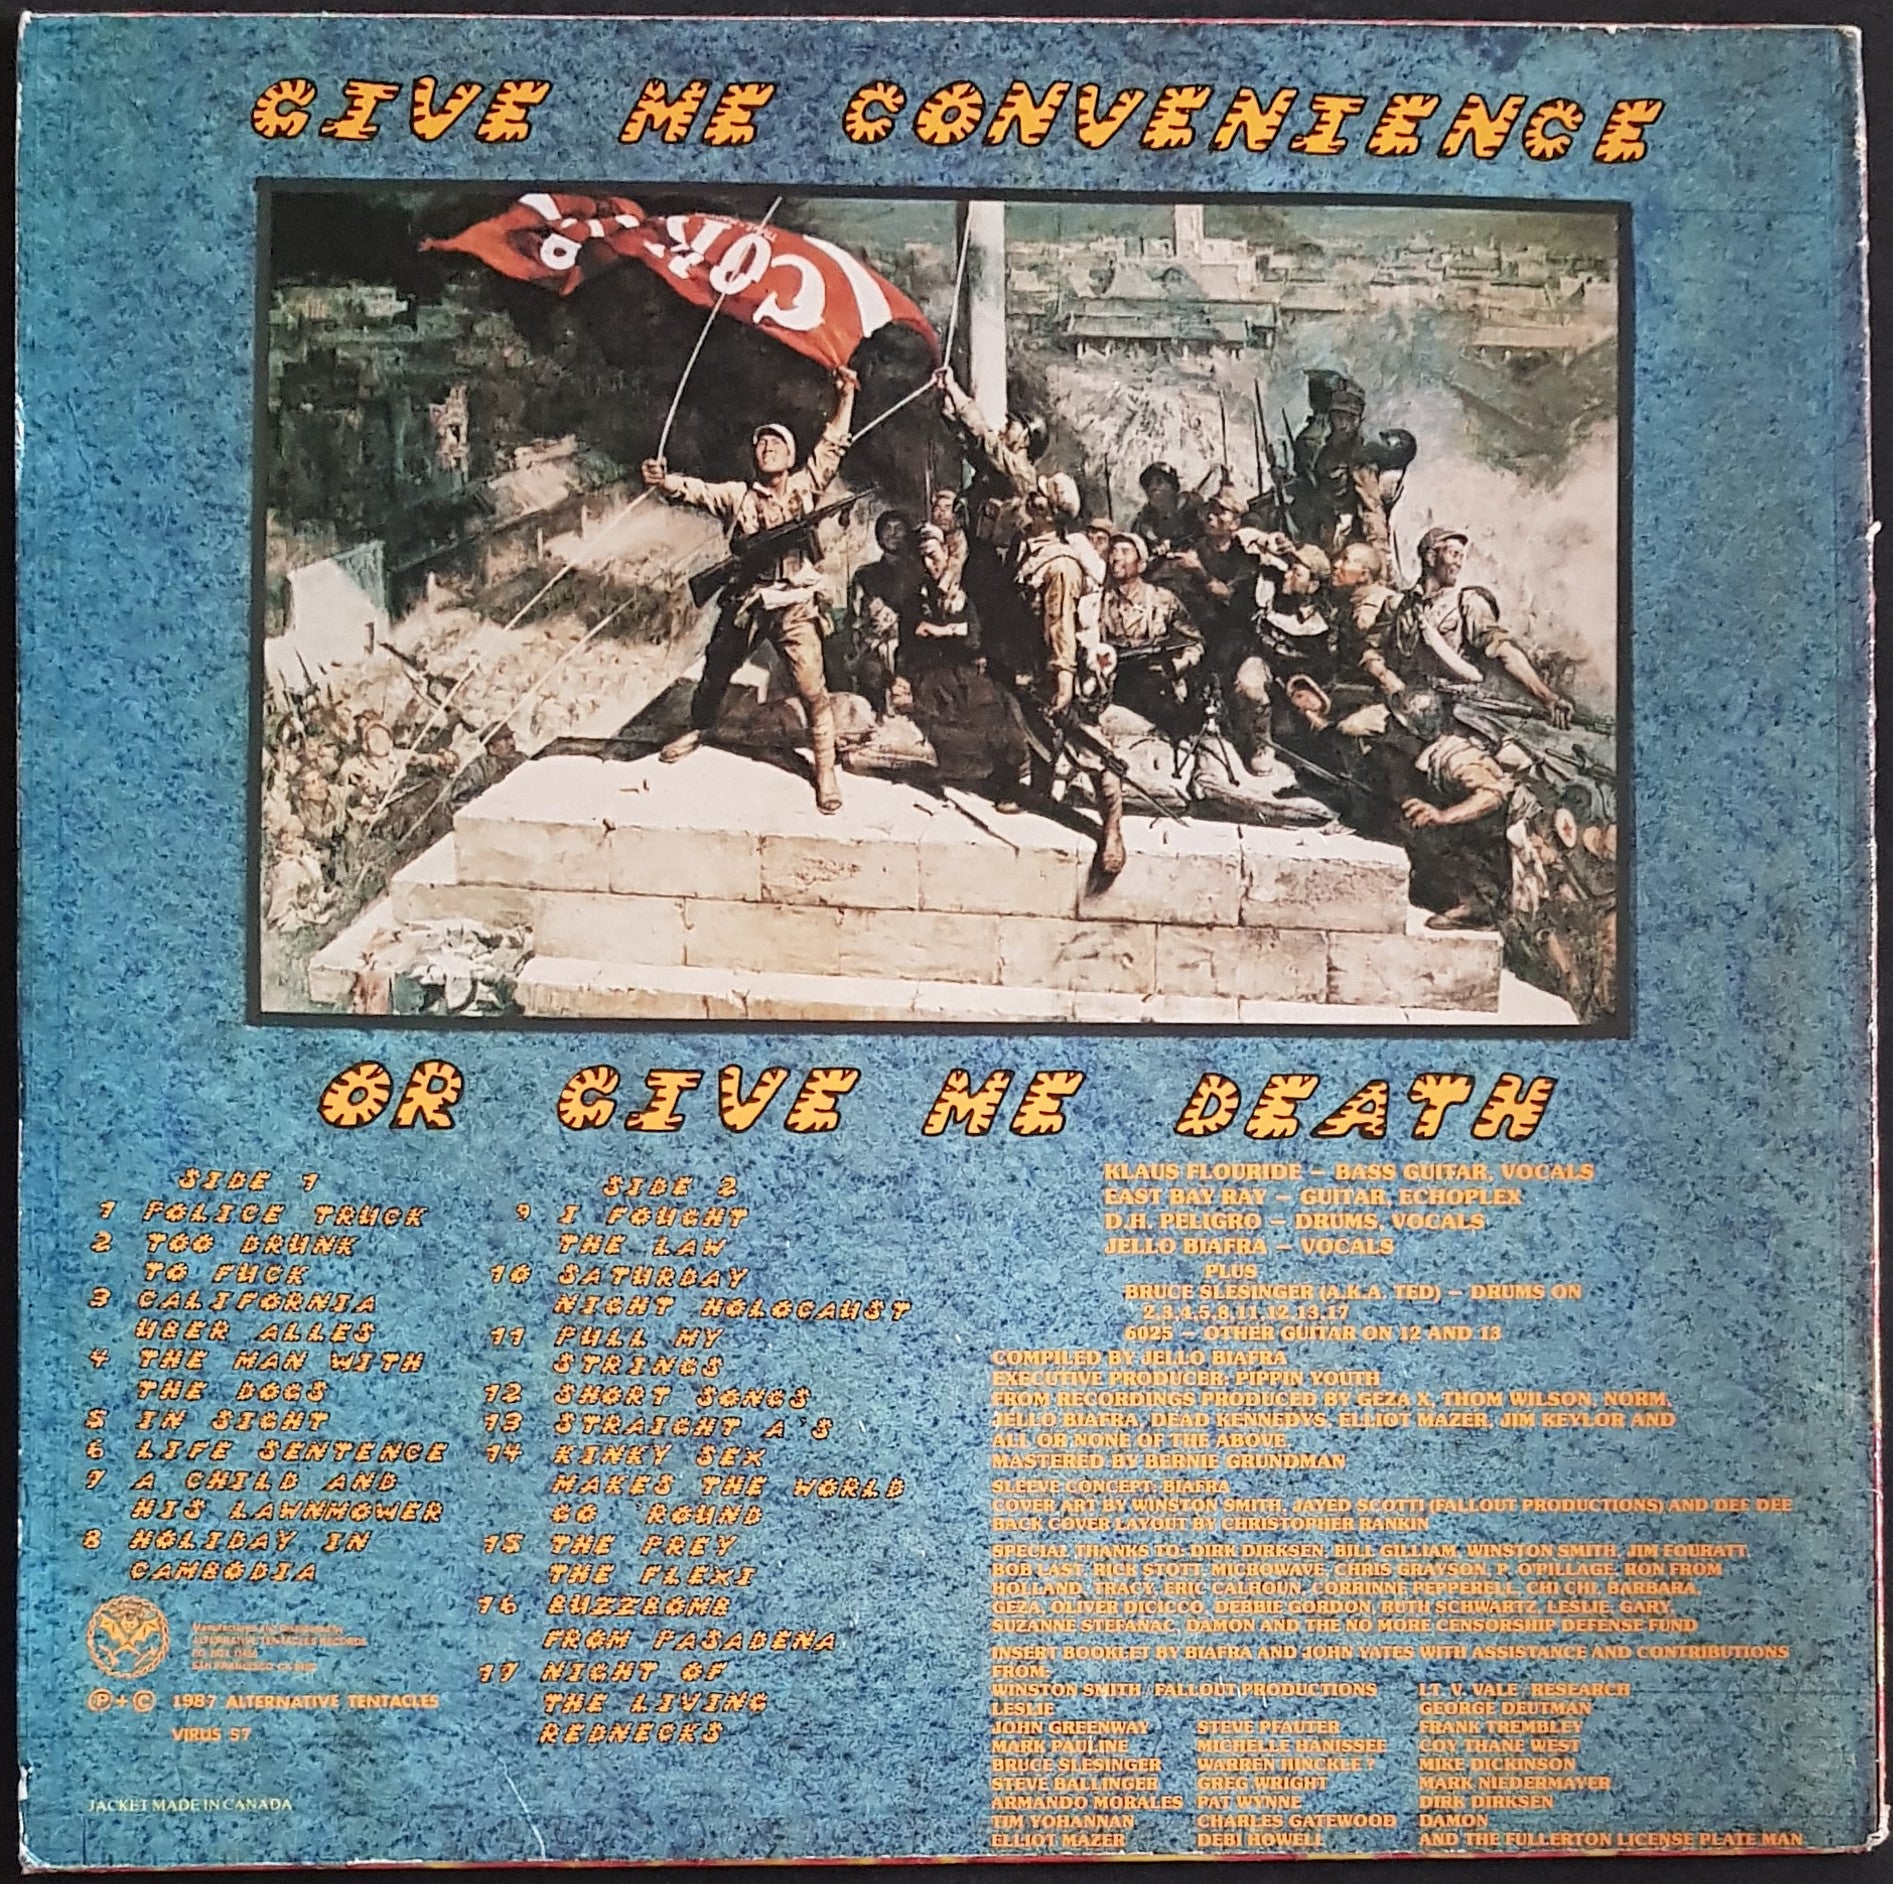 GIVE ME CONVENIENCE
OR GIVE ME DEATH
SIDE 1
1 POLICE TRUCK
2 TOO DRUNK
TO FUCK
3 CALIFORNIA
UBER ALLES
4 THE MAN WITH
THE DOGS
5 IN SIGHT
6 LIFE SENTENCE
7 A CHILD AND
HIS LAWNMOWER
8 HOLIDAY IN
CAMBODIA
SIDE 2
9 I FOUGHT
THE LAW
10 SATURDAY
NIGHT HOLOCAUST
11 PULL MY
STRINGS
12 SHORT SONGS
13 STRAIGHT A'S
14 KINKY SEX
MAKES THE WORLD
GO 'ROUND
15 THE PREY
THE FLEXI
16 BUZZBOMB
FROM PASADENA
17 NIGHT OF
THE LIVING
REDNECKS
KLAUS FLOURIDE – BASS GUITAR, VOCALS
EAST BAY RAY – GUITAR, ECHOPLEX
D.H. PELIGRO – DRUMS, VOCALS
JELLO BIAFRA – VOCALS
PLUS
BRUCE SLESINGER (A.K.A. TED) – DRUMS ON
2,3,4,5,8,11,12,13,17
6025 – OTHER GUITAR ON 12 AND 13
COMPILED BY JELLO BIAFRA
EXECUTIVE PRODUCER: PIPPIN YOUTH
FROM RECORDINGS PRODUCED BY GEZA X, THOM WILSON, NORM,
JELLO BIAFRA, DEAD KENNEDYS, ELLIOT MAZER, JIM KEYLOR AND
ALL OR NONE OF THE ABOVE.
MASTERED BY BERNIE GRUNDMAN
SLEEVE CONCEPT: BIAFRA
COVER ART BY WINSTON SMITH, JAYED SCOTTI (FALLOUT PRODUCTIONS) AND DEE DEE
BACK COVER LAYOUT BY CHRISTOPHER RANKIN
SPECIAL THANKS TO: DIRK DIRKSEN, BILL GILLIAM, WINSTON SMITH, JIM FOURATT,
BOB LAST, RICK STOTT, MICROWAVE, CHRIS GRAYSON, P. O'PILLAGE, RON FROM
HOLLAND, TRACY, ERIC CALHOUN, CORRINNE PEPPERELL, CHI CHI, BARBARA,
GEZA, OLIVER DICICCO, DEBBIE GORDON, RUTH SCHWARTZ, LESLIE, GARY,
SUZANNE STEFANAC, DAMON AND THE NO MORE CENSORSHIP DEFENSE FUND
INSERT BOOKLET BY BIAFRA AND JOHN YATES WITH ASSISTANCE AND CONTRIBUTIONS
FROM:
WINSTON SMITH / FALLOUT PRODUCTIONS LT. V. VALE / RESEARCH
LESLIE GEORGE DEUTMAN
JOHN GREENWAY STEVE PFAUTER FRANK TREMBLEY
MARK PAULINE MICHELLE HANISSEE COY THANE WEST
BRUCE SLESINGER WARREN HINCKLE ? MIKE DICKINSON
STEVE BALLINGER GREG WRIGHT MARK NIEDERMAYER
ARMANDO MORALES PAT WYNNE DIRK DIRKSEN
TIM YOHANNAN CHARLES GATEWOOD DAMON
ELLIOT MAZER DEBI HOWELL AND THE FULLERTON LICENSE PLATE MAN
Manufactured and Distributed by
ALTERNATIVE TENTACLES RECORDS
P.O. BOX
SAN FRANCISCO CA
Ⓟ + © 1987 ALTERNATIVE TENTACLES
VIRUS 57
JACKET MADE IN CANADA